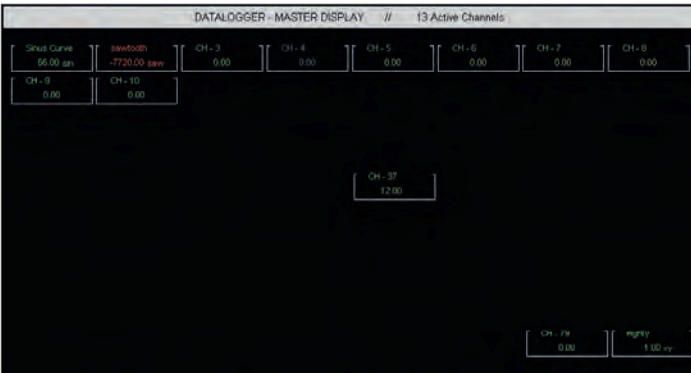 DATALOGGER - MASTER DISPLAY // 13 Active Channels
Sinus Curve sawtooth CH - 3 CH - 4 CH - 5 CH - 6 CH - 7 CH - 8
66.00 sin -7720.00 saw 0.00 0.00 0.00 0.00 0.00 0.00
CH - 9 CH - 10
0.00 0.00
CH - 37
12.00
CH - 79 eighty
0.00 1.00